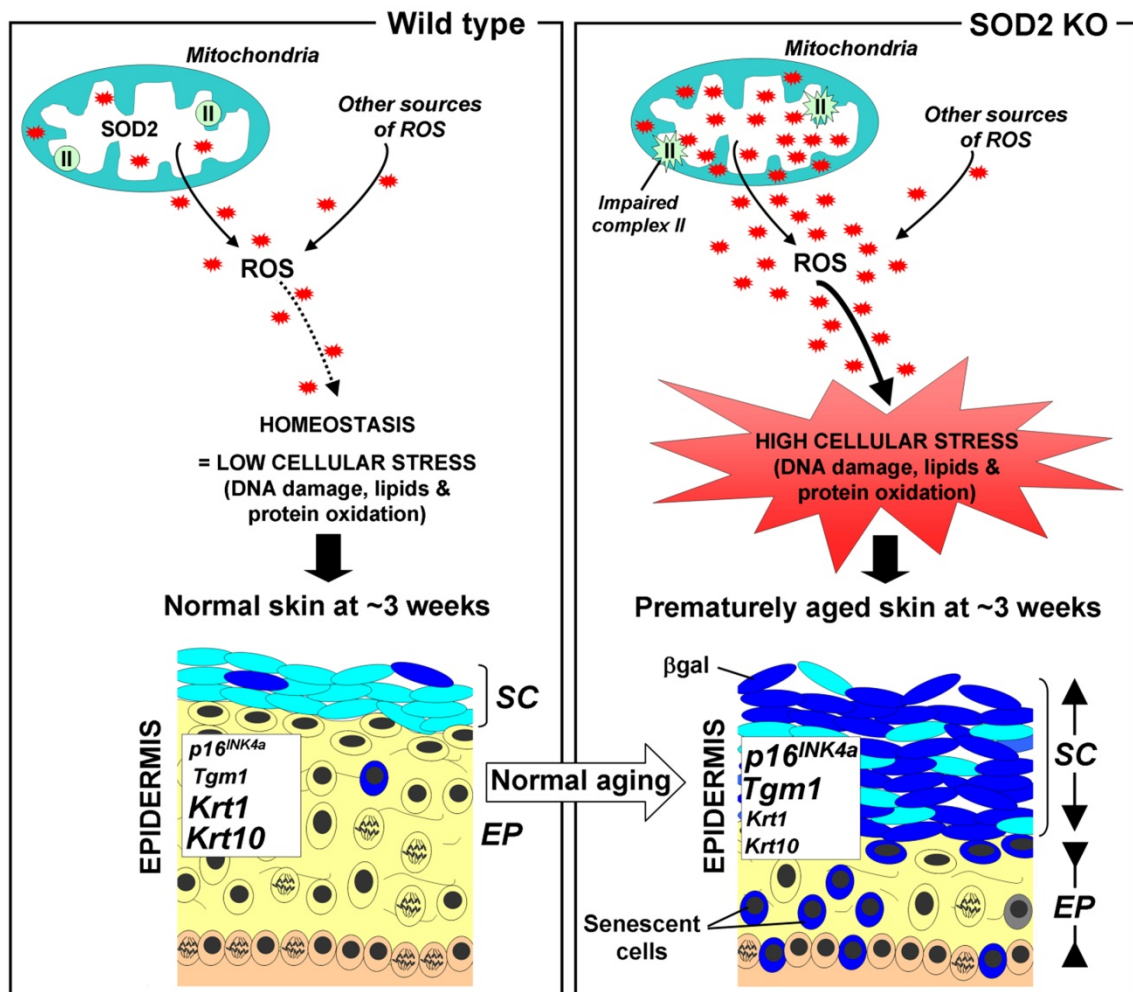 Wild type
Mitochondria
SOD2
II
II
Other sources
of ROS
ROS
HOMEOSTASIS
= LOW CELLULAR STRESS
(DNA damage, lipids &
protein oxidation)
Normal skin at ~3 weeks
EPIDERMIS
p16INK4a
Tgm1
Krt1
Krt10
SC
EP
Normal aging
SOD2 KO
Mitochondria
II
II
Impaired
complex II
Other sources
of ROS
ROS
HIGH CELLULAR STRESS
(DNA damage, lipids &
protein oxidation)
Prematurely aged skin at ~3 weeks
βgal
EPIDERMIS
p16INK4a
Tgm1
Krt1
Krt10
SC
EP
Senescent
cells